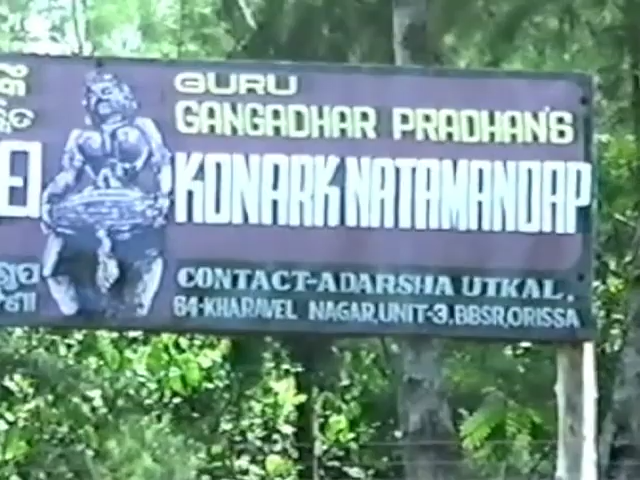 GURU
GANGADHAR PRADHAN'S
KONARK NATAMANDAP
CONTACT-ADARSHA UTKAL.
64-KHARAVEL NAGAR,UNIT-3,BBSR,ORISSA